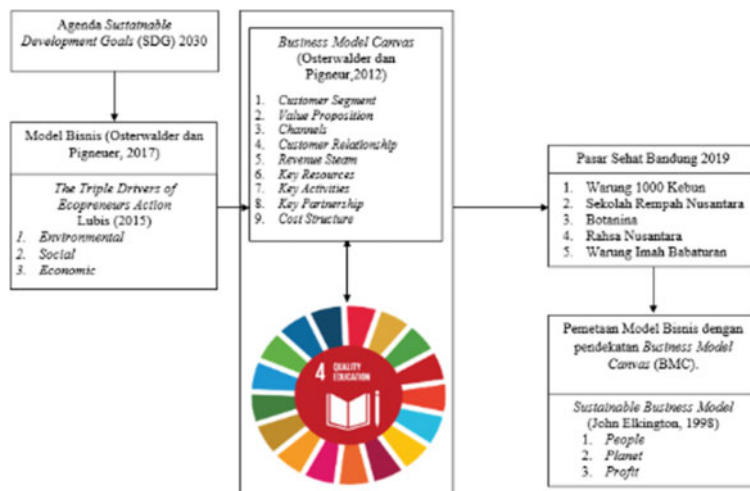 Agenda Sustainable
Development Goals (SDG) 2030
Model Bisnis (Osterwalder dan
Pigneuer, 2017)
The Triple Drivers of
Ecopreneurs Action
Lubis (2015)
1. Environmental
2. Social
3. Economic
Business Model Canvas
(Osterwalder dan
Pigneur,2012)
1. Customer Segment
2. Value Proposition
3. Channels
4. Customer Relationship
5. Revenue Steam
6. Key Resources
7. Key Activities
8. Key Partnership
9. Cost Structure
4 QUALITY
EDUCATION
Pasar Sehat Bandung 2019
1. Warung 1000 Kebun
2. Sekolah Rempah Nusantara
3. Botanina
4. Rahsa Nusantara
5. Warung Imah Babaturan
Pemetaan Model Bisnis dengan
pendekatan Business Model
Canvas (BMC).
Sustainable Business Model
(John Elkington, 1998)
1. People
2. Planet
3. Profit